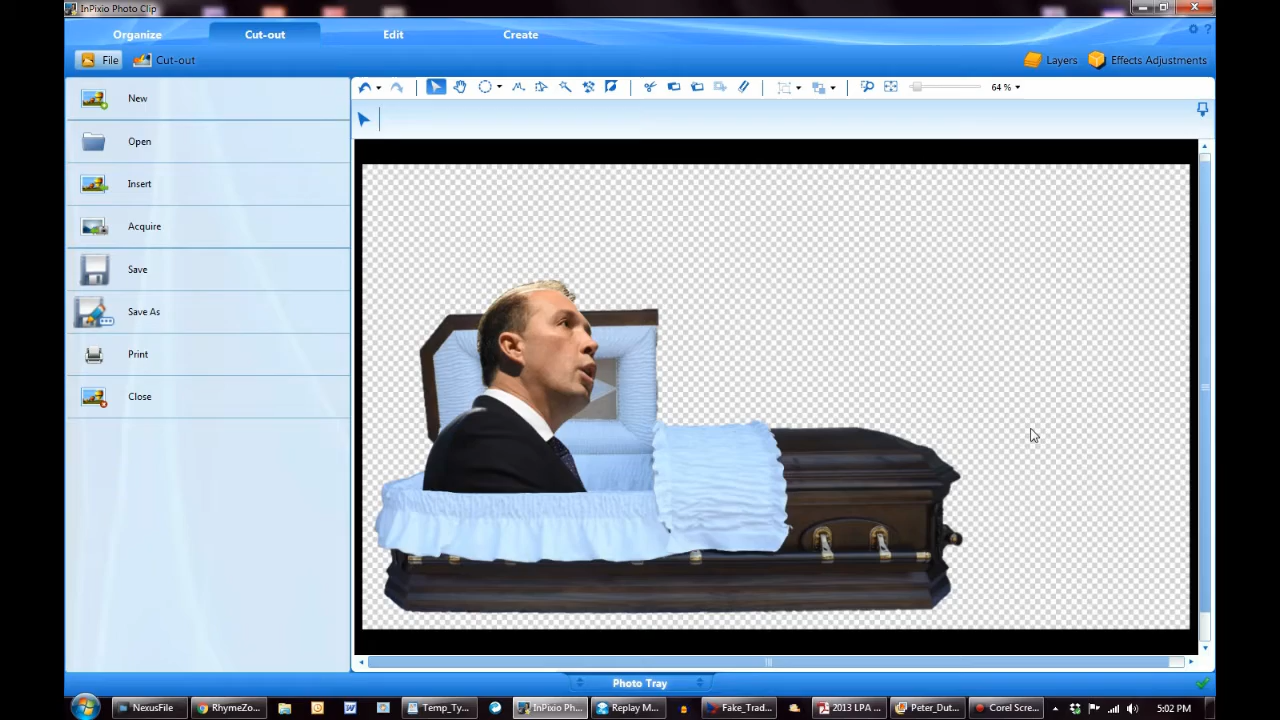 InPixio Photo Clip
Organize
Cut-out
Edit
Create
File
Cut-out
Layers
Effects Adjustments
64 %
New
Open
Insert
Acquire
Save
Save As
Print
Close
Photo Tray
NexusFile
RhymeZo...
Temp_Ty...
InPixio Ph...
Replay M...
Fake_Trad...
2013 LPA ...
Peter_Dut...
Corel Scre...
5:02 PM